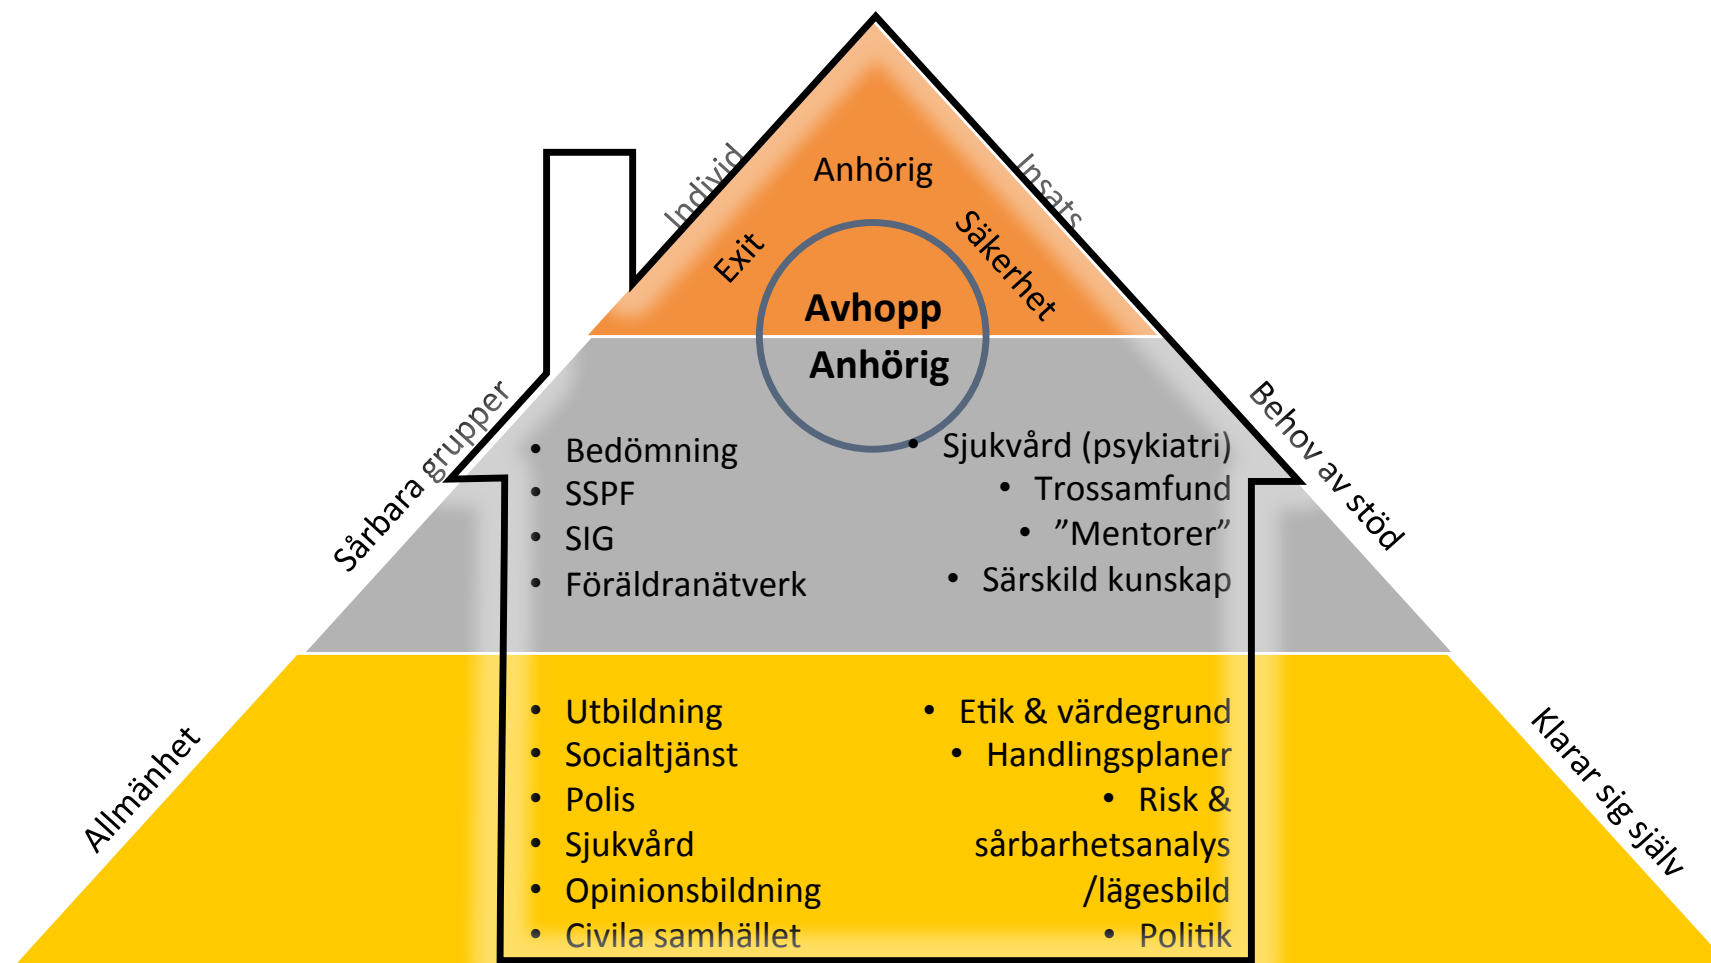 Individ
Insats
Anhörig
Exit
Säkerhet
Avhopp
Anhörig
Sårbara grupper
Behov av stöd
• Bedömning
• SSPF
• SIG
• Föräldranätverk
• Sjukvård (psykiatri)
• Trossamfund
• ”Mentorer”
• Särskild kunskap
Allmänhet
Klarar sig själv
• Utbildning
• Socialtjänst
• Polis
• Sjukvård
• Opinionsbildning
• Civila samhället
• Etik & värdegrund
• Handlingsplaner
• Risk &
sårbarhetsanalys
/lägesbild
• Politik